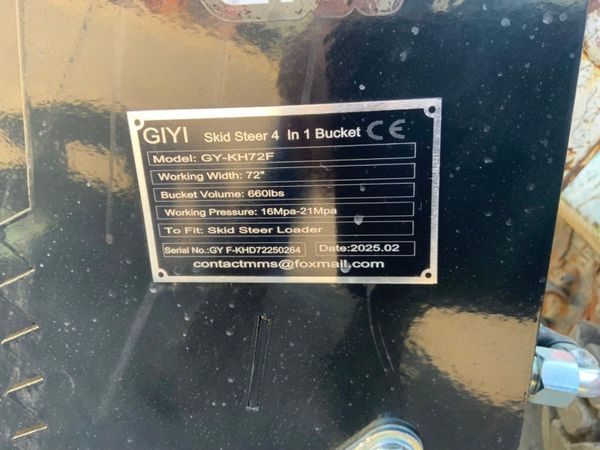 GIYI Skid Steer 4 In 1 Bucket CE
Model: GY-KH72F
Working Width: 72"
Bucket Volume: 660lbs
Working Pressure: 16Mpa-21Mpa
To Fit: Skid Steer Loader
Serial No.:GY F-KHD72250264 Date:2025.02
contactmms@foxmail.com